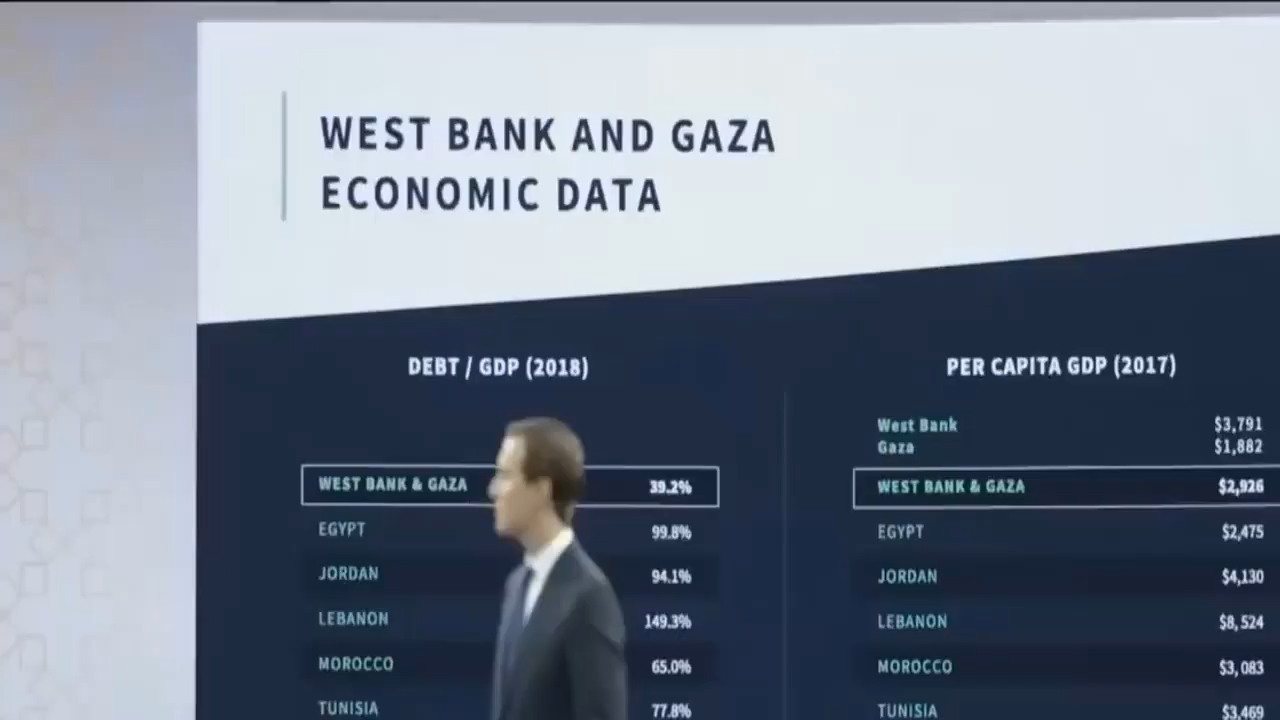 WEST BANK AND GAZA
ECONOMIC DATA
DEBT / GDP (2018)
WEST BANK & GAZA 39.2%
EGYPT 99.8%
JORDAN 94.1%
LEBANON 149.3%
MOROCCO 65.0%
TUNISIA 77.8%
PER CAPITA GDP (2017)
West Bank $3,791
Gaza $1,882
WEST BANK & GAZA $2,926
EGYPT $2,475
JORDAN $4,130
LEBANON $8,524
MOROCCO $3,083
TUNISIA $3,469